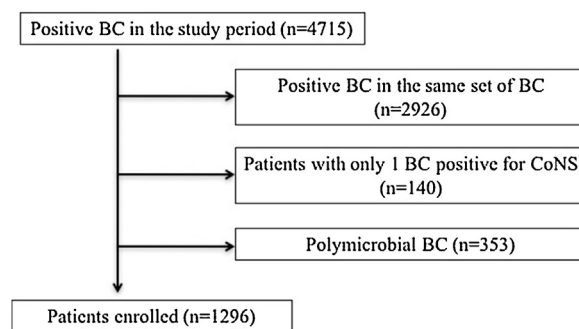 Positive BC in the study period (n=4715)
Positive BC in the same set of BC
(n=2926)
Patients with only 1 BC positive for CoNS
(n=140)
Polymicrobial BC (n=353)
Patients enrolled (n=1296)